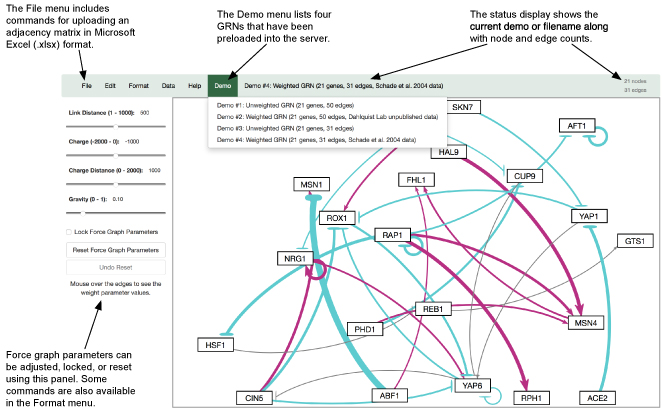 The File menu includes
commands for uploading an
adjacency matrix in Microsoft
Excel (.xlsx) format.
The Demo menu lists four
GRNs that have been
preloaded into the server.
The status display shows the
current demo or filename along
with node and edge counts.
File Edit Format Data Help Demo Demo #4: Weighted GRN (21 genes, 31 edges, Schade et al. 2004 data)
21 nodes
31 edges
Demo #1: Unweighted GRN (21 genes, 50 edges)
Demo #2: Weighted GRN (21 genes, 50 edges, Dahlquist Lab unpublished data)
Demo #3: Unweighted GRN (21 genes, 31 edges)
Demo #4: Weighted GRN (21 genes, 31 edges, Schade et al. 2004 data)
Link Distance (1 - 1000): 500
Charge (-2000 - 0): -1000
Charge Distance (0 - 2000): 1000
Gravity (0 - 1): 0.10
Lock Force Graph Parameters
Reset Force Graph Parameters
Undo Reset
Mouse over the edges to see the
weight parameter values.
Force graph parameters can
be adjusted, locked, or reset
using this panel. Some
commands are also available
in the Format menu.
SKN7
AFT1
HAL9
CUP9
FHL1
MSN1
ROX1
YAP1
RAP1
GTS1
NRG1
REB1
MSN4
PHD1
HSF1
YAP6
CIN5
ABF1
RPH1
ACE2